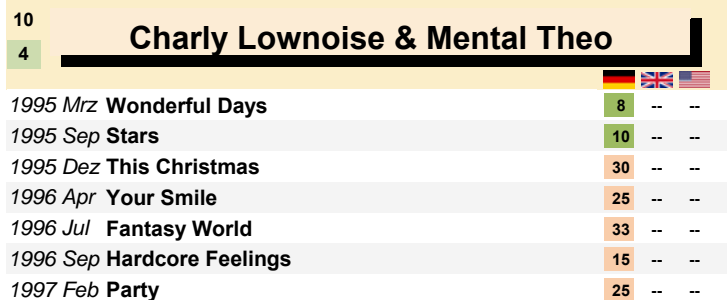 10
4
Charly Lownoise & Mental Theo
1995 Mrz Wonderful Days 8 -- --
1995 Sep Stars 10 -- --
1995 Dez This Christmas 30 -- --
1996 Apr Your Smile 25 -- --
1996 Jul Fantasy World 33 -- --
1996 Sep Hardcore Feelings 15 -- --
1997 Feb Party 25 -- --